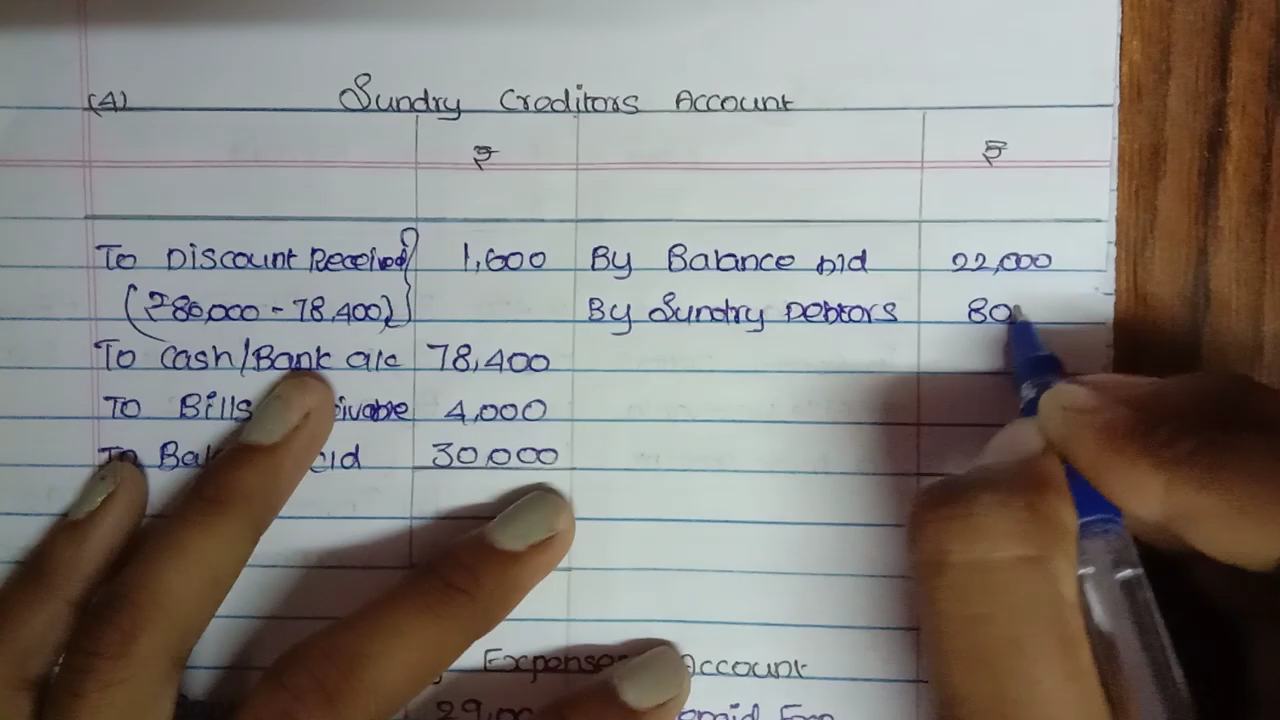 (4) Sundry Creditors Account
₹ ₹
To Discount Received 1,600 By Balance b/d 22,000
(₹80,000 - 78,400) By Sundry Debtors 80
To Cash/Bank a/c 78,400
To Bills 4,000
To c/d 30,000
Expenses Account